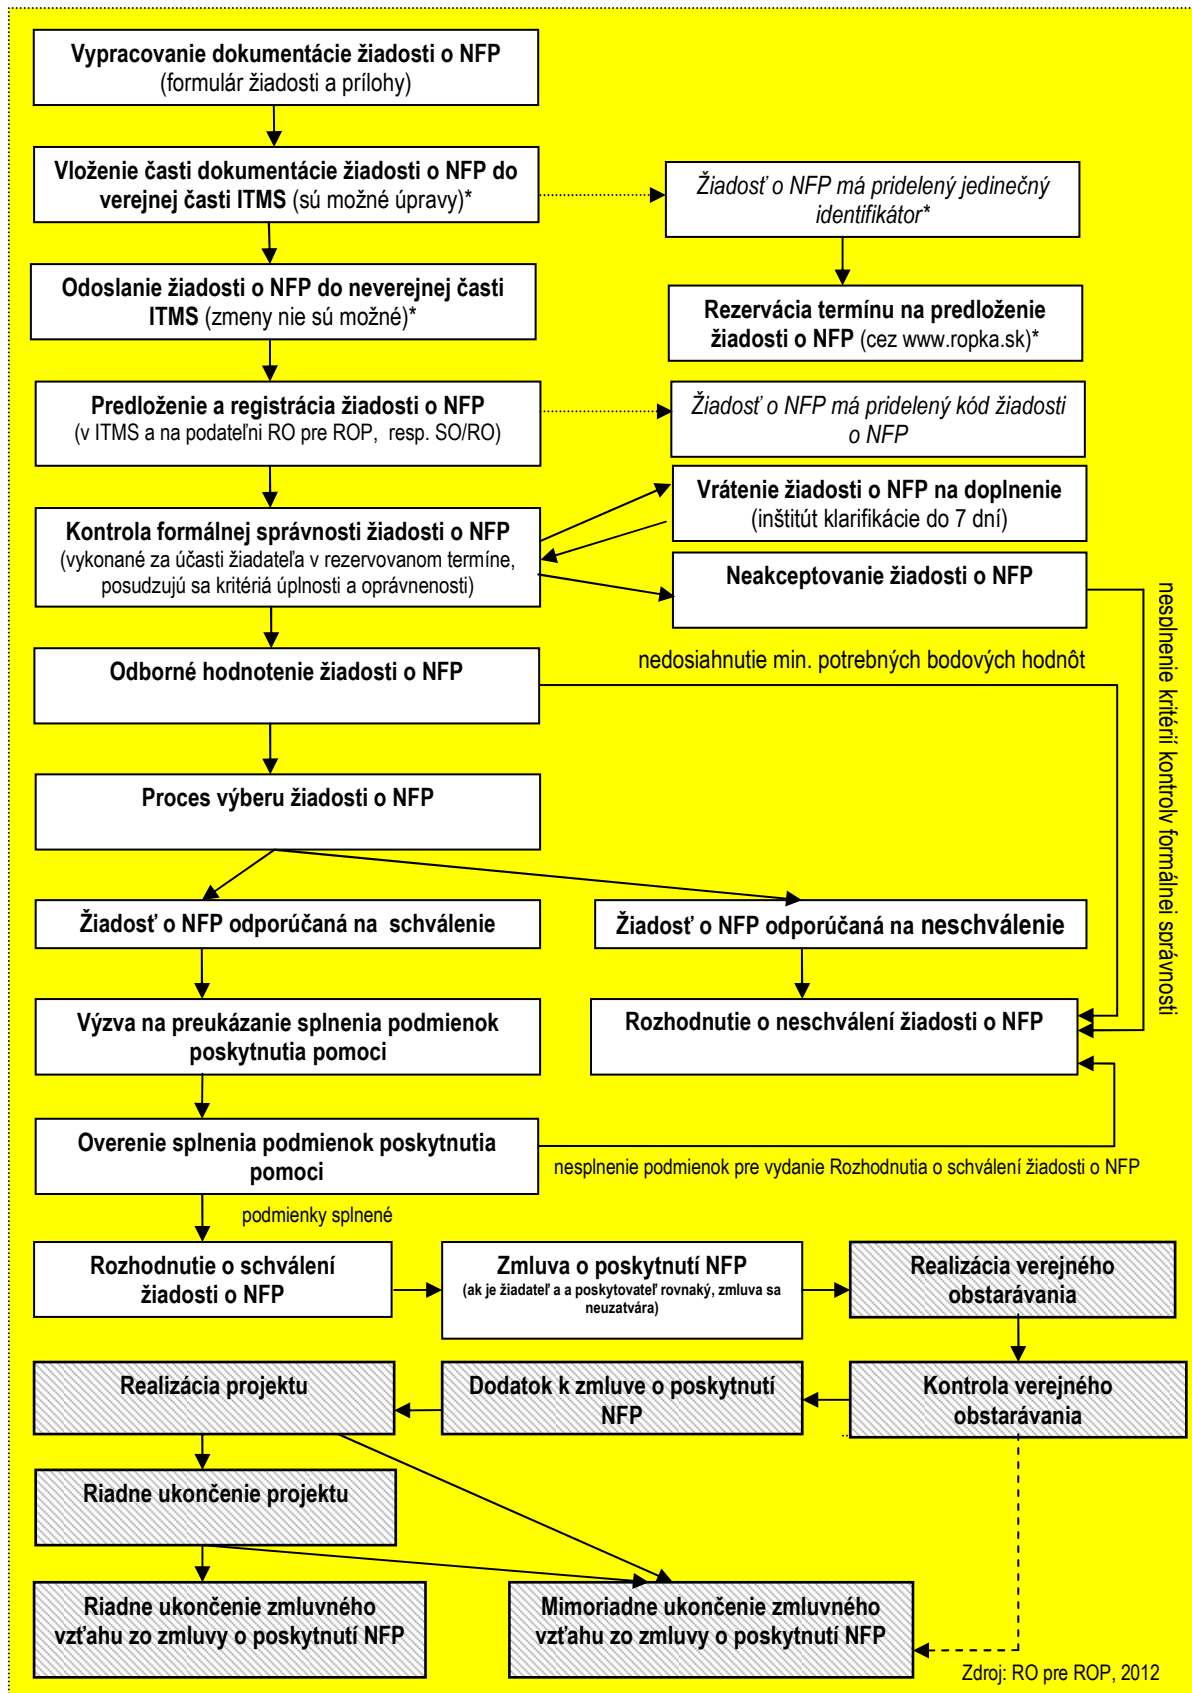 Vypracovanie dokumentácie žiadosti o NFP
(formulár žiadosti a prílohy)
Vloženie časti dokumentácie žiadosti o NFP do
verejnej časti ITMS (sú možné úpravy)*
Žiadosť o NFP má pridelený jedinečný
identifikátor*
Odoslanie žiadosti o NFP do neverejnej časti
ITMS (zmeny nie sú možné)*
Rezervácia termínu na predloženie
žiadosti o NFP (cez www.ropka.sk)*
Predloženie a registrácia žiadosti o NFP
(v ITMS a na podateľni RO pre ROP, resp. SO/RO)
Žiadosť o NFP má pridelený kód žiadosti
o NFP
Vrátenie žiadosti o NFP na doplnenie
(inštitút klarifikácie do 7 dní)
Kontrola formálnej správnosti žiadosti o NFP
(vykonané za účasti žiadateľa v rezervovanom termíne,
posudzujú sa kritériá úplnosti a oprávnenosti)
Neakceptovanie žiadosti o NFP
nesplnenie kritérií kontroly formálnej správnosti
Odborné hodnotenie žiadosti o NFP
nedosiahnutie min. potrebných bodových hodnôt
Proces výberu žiadosti o NFP
Žiadosť o NFP odporúčaná na schválenie
Žiadosť o NFP odporúčaná na neschválenie
Výzva na preukázanie splnenia podmienok
poskytnutia pomoci
Rozhodnutie o neschválení žiadosti o NFP
Overenie splnenia podmienok poskytnutia
pomoci
nesplnenie podmienok pre vydanie Rozhodnutia o schválení žiadosti o NFP
podmienky splnené
Rozhodnutie o schválení
žiadosti o NFP
Zmluva o poskytnutí NFP
(ak je žiadateľ a a poskytovateľ rovnaký, zmluva sa
neuzatvára)
Realizácia verejného
obstarávania
Realizácia projektu
Dodatok k zmluve o poskytnutí
NFP
Kontrola verejného
obstarávania
Riadne ukončenie projektu
Riadne ukončenie zmluvného
vzťahu zo zmluvy o poskytnutí NFP
Mimoriadne ukončenie zmluvného
vzťahu zo zmluvy o poskytnutí NFP
Zdroj: RO pre ROP, 2012